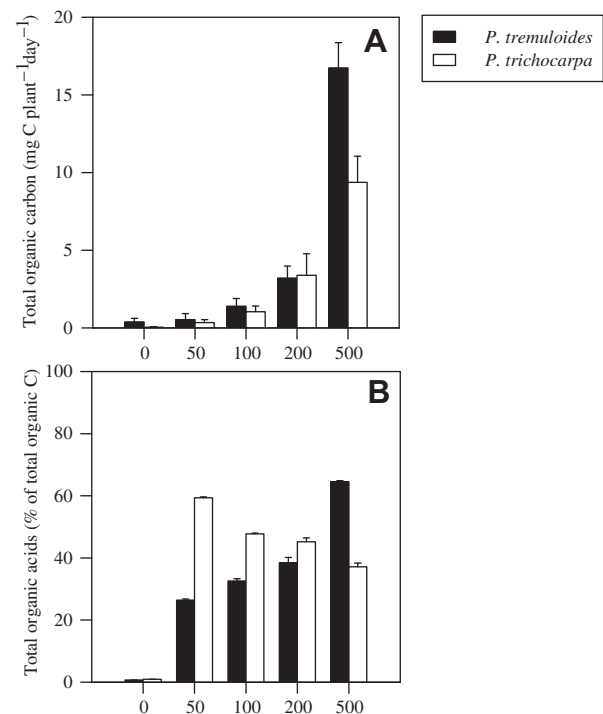 Total organic carbon (mg C plant⁻¹day⁻¹)
20
15
10
5
0
A
0 50 100 200 500
P. tremuloides
P. trichocarpa
Total organic acids (% of total organic C)
100
80
60
40
20
0
B
0 50 100 200 500